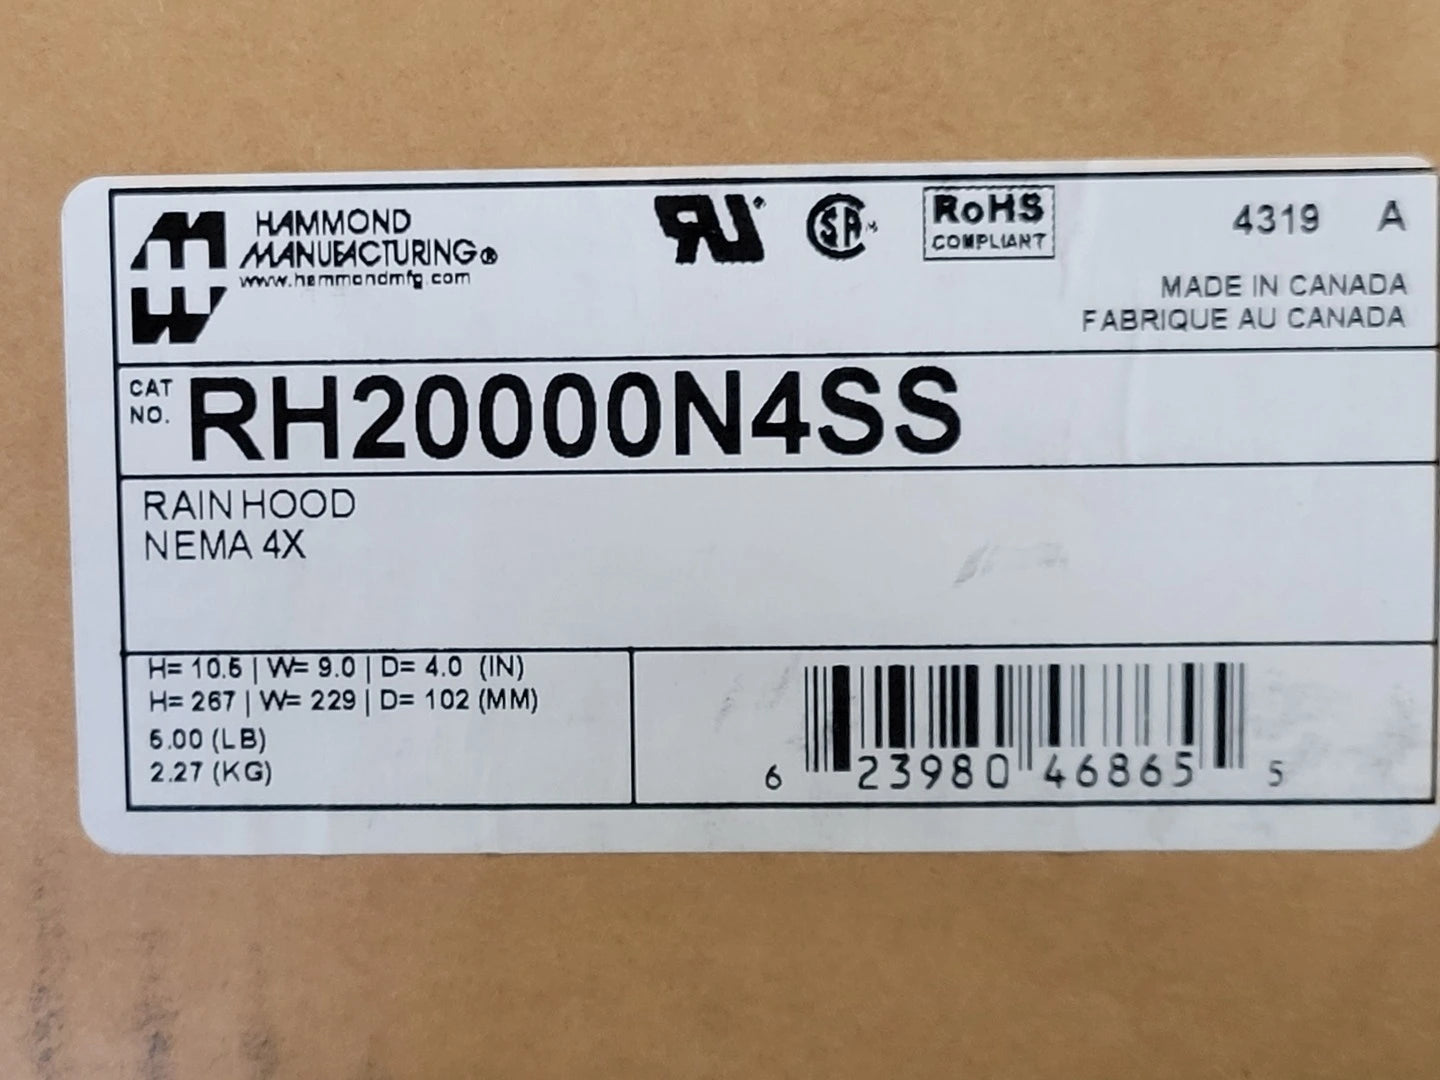 HAMMOND
MANUFACTURING®
www.hammondmfg.com
RU
CSA
RoHS
COMPLIANT
4319 A
MADE IN CANADA
FABRIQUE AU CANADA
CAT
NO.
RH20000N4SS
RAIN HOOD
NEMA 4X
H= 10.5 | W= 9.0 | D= 4.0 (IN)
H= 267 | W= 229 | D= 102 (MM)
5.00 (LB)
2.27 (KG)
6 23980 46865 5